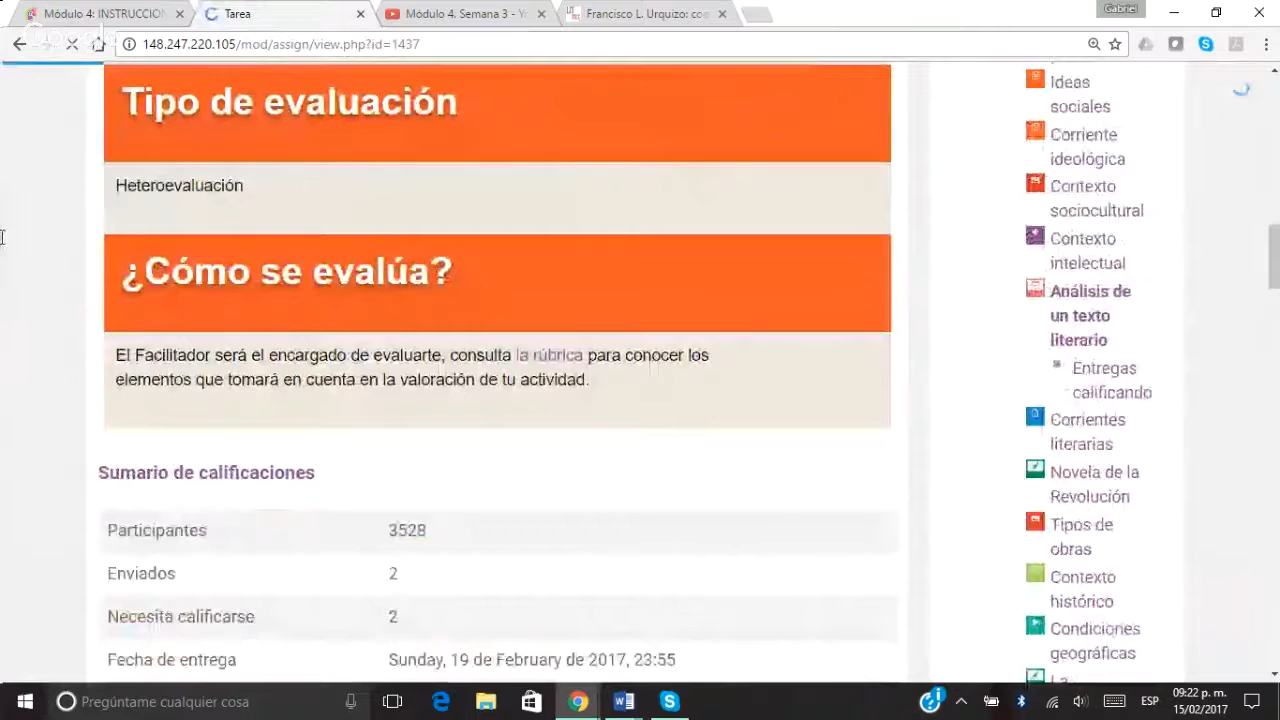 Módulo 4: INSTRUCCION
Tarea
Módulo 4. Semana 3 - Y
Francisco L. Urquizo: co
Gabriel
148.247.220.105/mod/assign/view.php?id=1437
Tipo de evaluación
Heteroevaluación
¿Cómo se evalúa?
El Facilitador será el encargado de evaluarte, consulta la rúbrica para conocer los
elementos que tomará en cuenta en la valoración de tu actividad.
Sumario de calificaciones
Participantes 3528
Enviados 2
Necesita calificarse 2
Fecha de entrega Sunday, 19 de February de 2017, 23:55
Ideas
sociales
Corriente
ideológica
Contexto
sociocultural
Contexto
intelectual
Análisis de
un texto
literario
Entregas
calificando
Corrientes
literarias
Novela de la
Revolución
Tipos de
obras
Contexto
histórico
Condiciones
geográficas
Pregúntame cualquier cosa
ESP
09:22 p. m.
15/02/2017